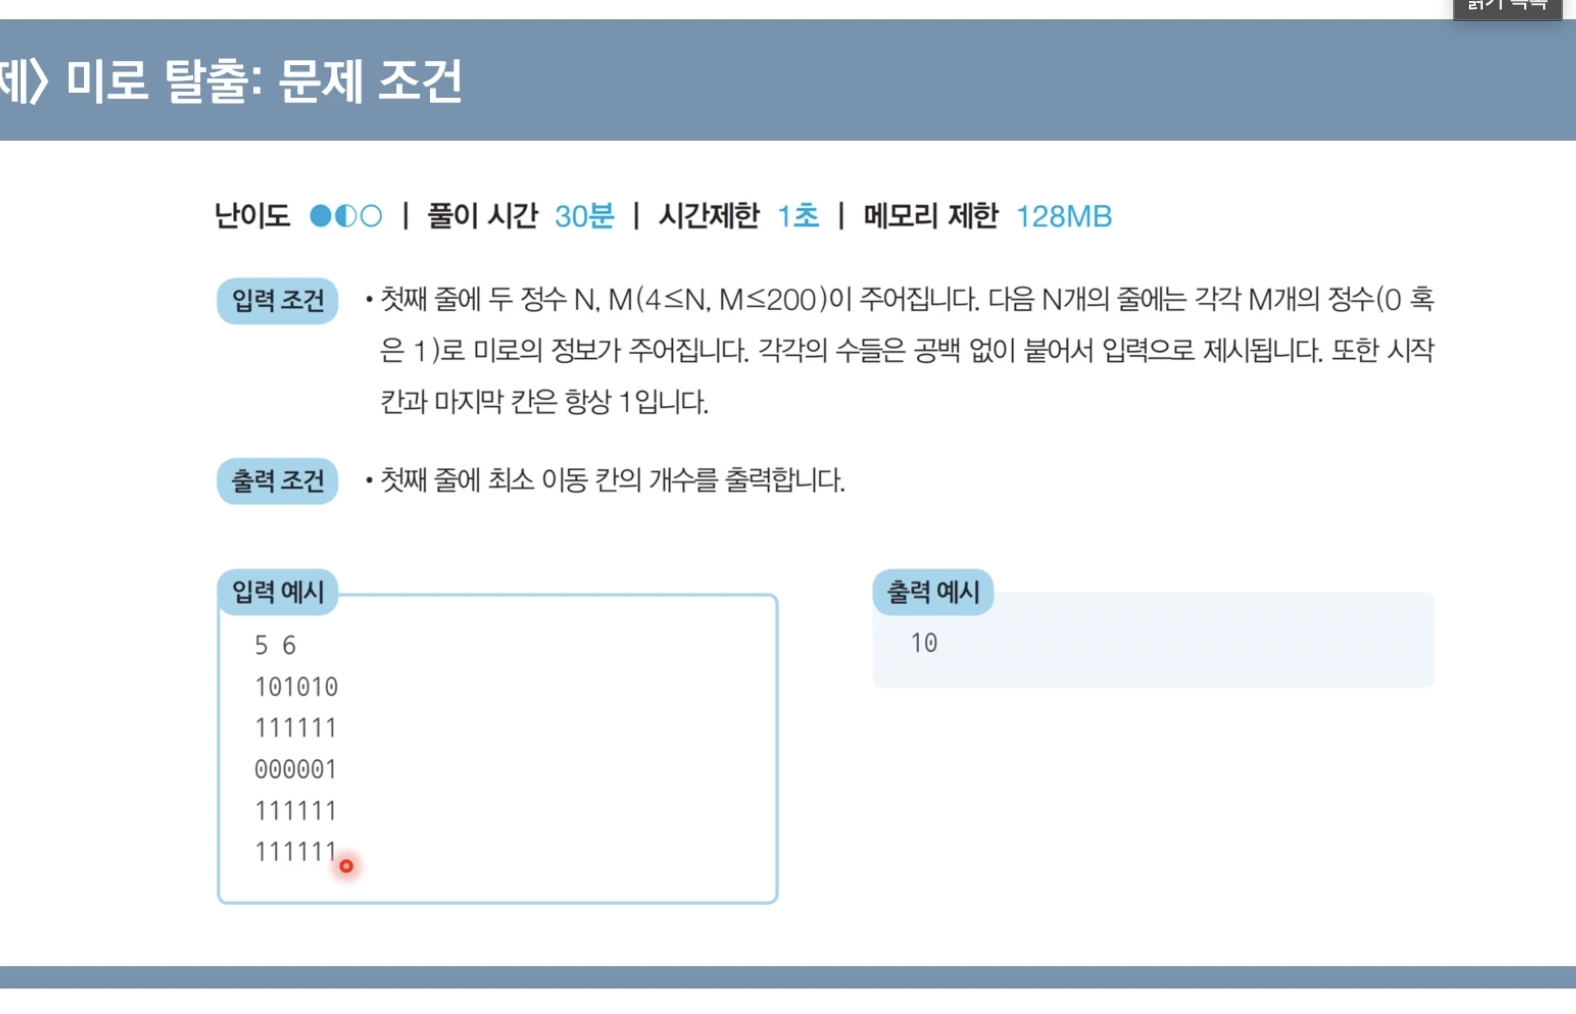 제〉 미로 탈출: 문제 조건
난이도 | 풀이 시간 30분 | 시간제한 1초 | 메모리 제한 128MB
입력 조건 • 첫째 줄에 두 정수 N, M(4≤N, M≤200)이 주어집니다. 다음 N개의 줄에는 각각 M개의 정수(0 혹
은 1)로 미로의 정보가 주어집니다. 각각의 수들은 공백 없이 붙어서 입력으로 제시됩니다. 또한 시작
칸과 마지막 칸은 항상 1입니다.
출력 조건 • 첫째 줄에 최소 이동 칸의 개수를 출력합니다.
입력 예시
5 6
101010
111111
000001
111111
111111
출력 예시
10